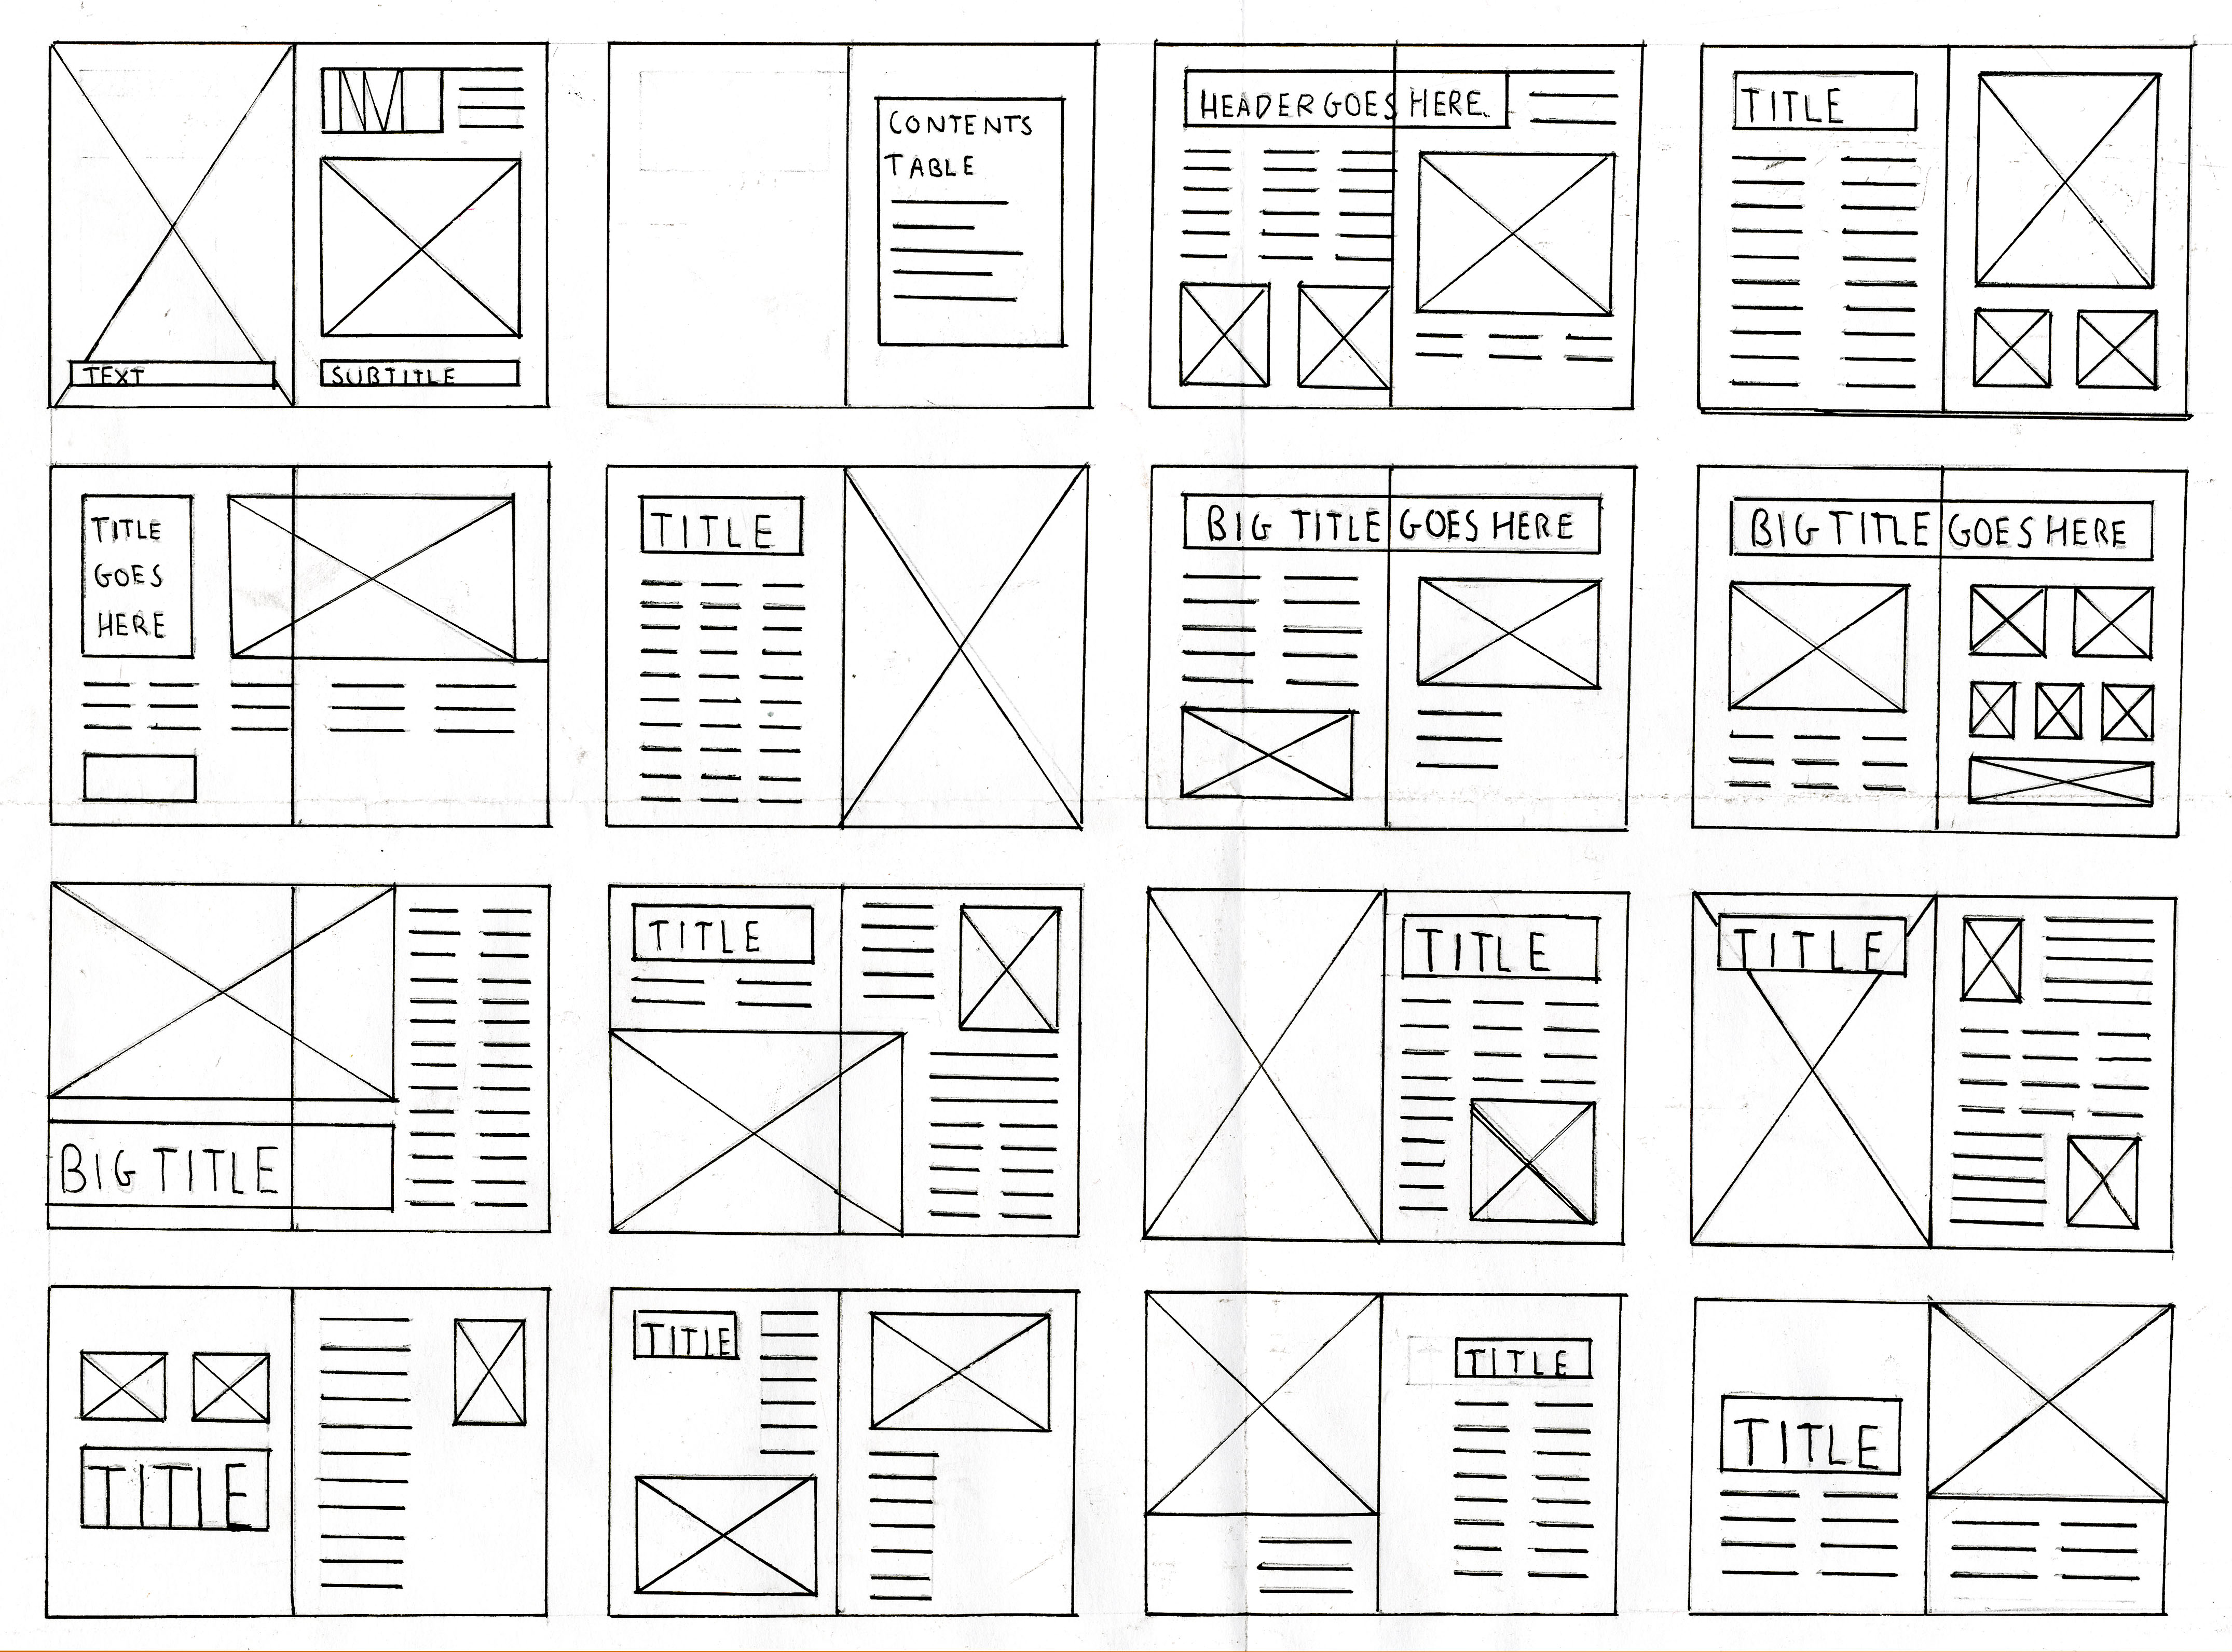 NW
TEXT
SUBTITLE
CONTENTS
TABLE
HEADER GOES HERE.
TITLE
TITLE
GOES
HERE
TITLE
BIG TITLE GOES HERE
BIG TITLE GOES HERE
BIG TITLE
TITLE
TITLE
TITLE
TITLE
TITLE
TITLE
TITLE